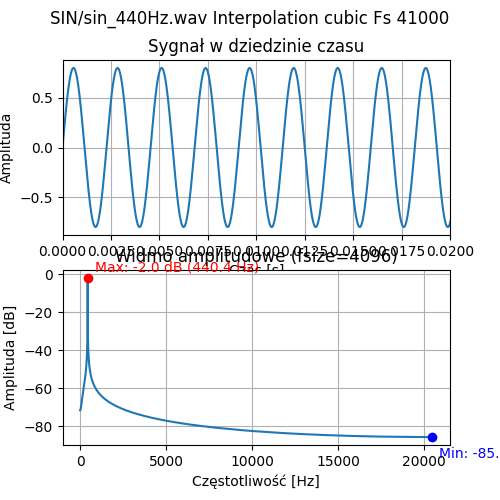 SIN/sin_440Hz.wav Interpolation cubic Fs 41000
Sygnał w dziedzinie czasu
Amplituda
0.5
0.0
−0.5
0.0000 0.0025 0.0050 0.0075 0.0100 0.0125 0.0150 0.0175 0.0200
Czas [s]
Widmo amplitudowe (fsize=4096)
Max: -2.0 dB (440.4 Hz)
Amplituda [dB]
0
−20
−40
−60
−80
Min: -85.
0 5000 10000 15000 20000
Częstotliwość [Hz]